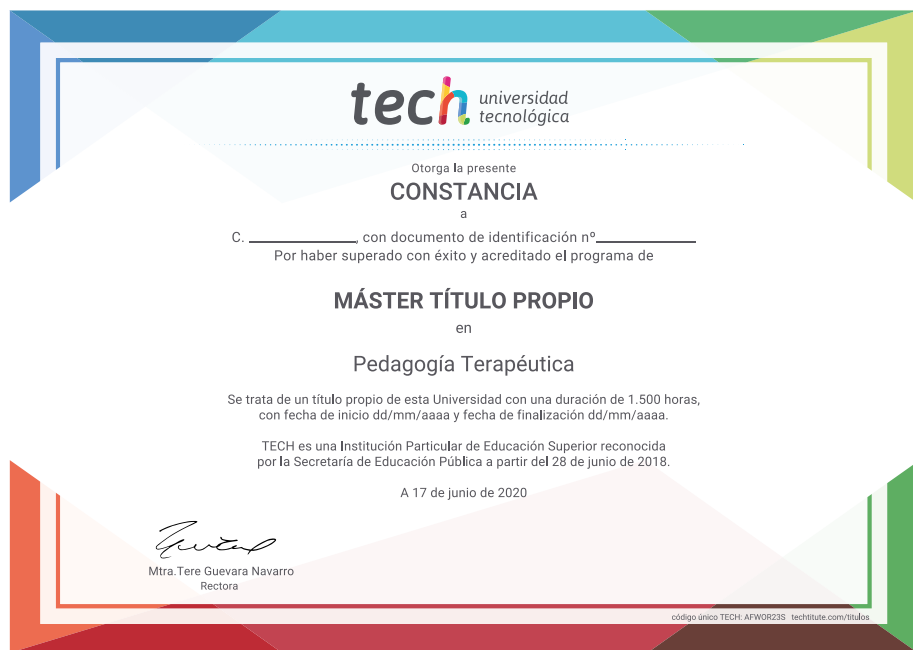 tech universidad
tecnológica
Otorga la presente
CONSTANCIA
a
C. ____________, con documento de identificación nº___________
Por haber superado con éxito y acreditado el programa de
MÁSTER TÍTULO PROPIO
en
Pedagogía Terapéutica
Se trata de un título propio de esta Universidad con una duración de 1.500 horas,
con fecha de inicio dd/mm/aaaa y fecha de finalización dd/mm/aaaa.
TECH es una Institución Particular de Educación Superior reconocida
por la Secretaría de Educación Pública a partir del 28 de junio de 2018.
A 17 de junio de 2020
Mtra.Tere Guevara Navarro
Rectora
código único TECH: AFWOR23S techtitute.com/titulos